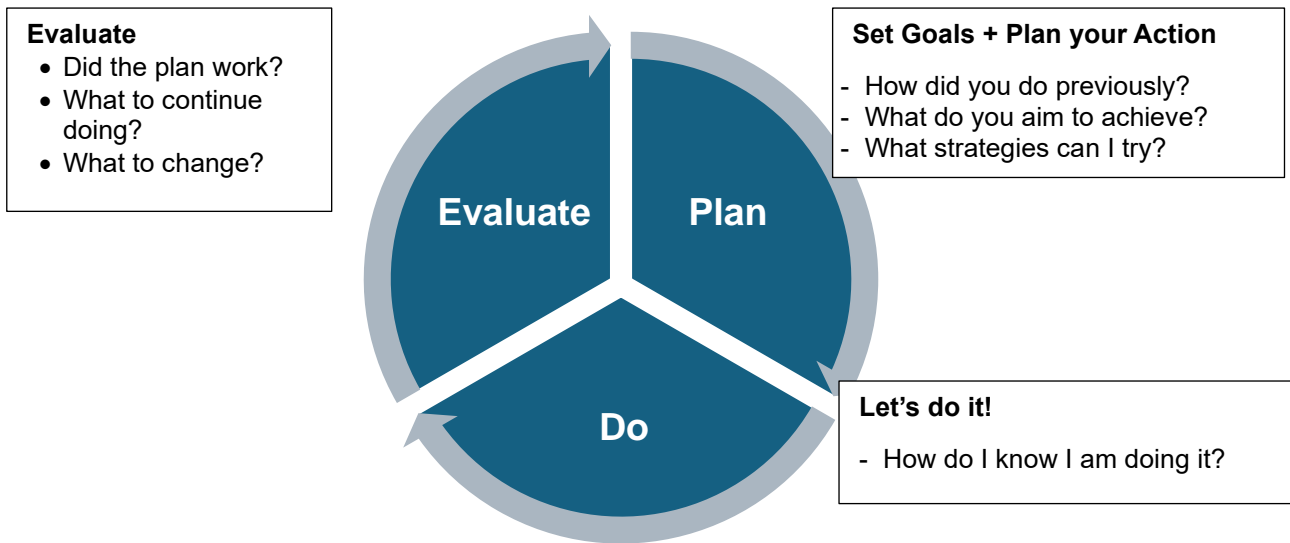 Evaluate
• Did the plan work?
• What to continue
doing?
• What to change?
Set Goals + Plan your Action
- How did you do previously?
- What do you aim to achieve?
- What strategies can I try?
Evaluate
Plan
Do
Let’s do it!
- How do I know I am doing it?